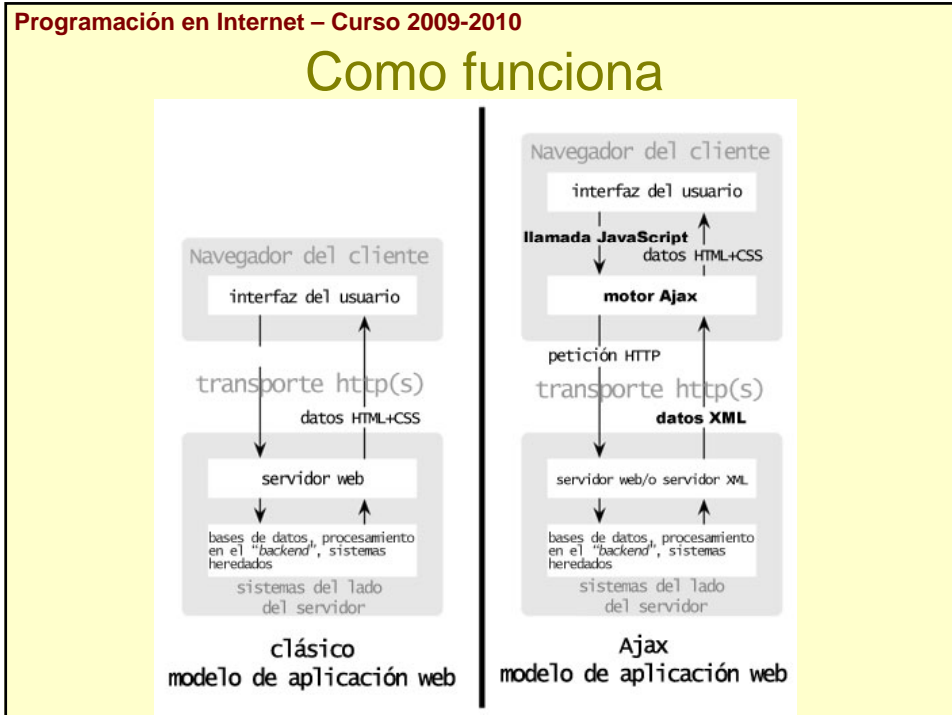 Programación en Internet – Curso 2009-2010
Como funciona
Navegador del cliente
interfaz del usuario
transporte http(s)
datos HTML+CSS
servidor web
bases de datos, procesamiento
en el “backend”, sistemas
heredados
sistemas del lado
del servidor
clásico
modelo de aplicación web
Navegador del cliente
interfaz del usuario
llamada JavaScript
datos HTML+CSS
motor Ajax
petición HTTP
transporte http(s)
datos XML
servidor web/o servidor XML
bases de datos, procesamiento
en el “backend”, sistemas
heredados
sistemas del lado
del servidor
Ajax
modelo de aplicación web